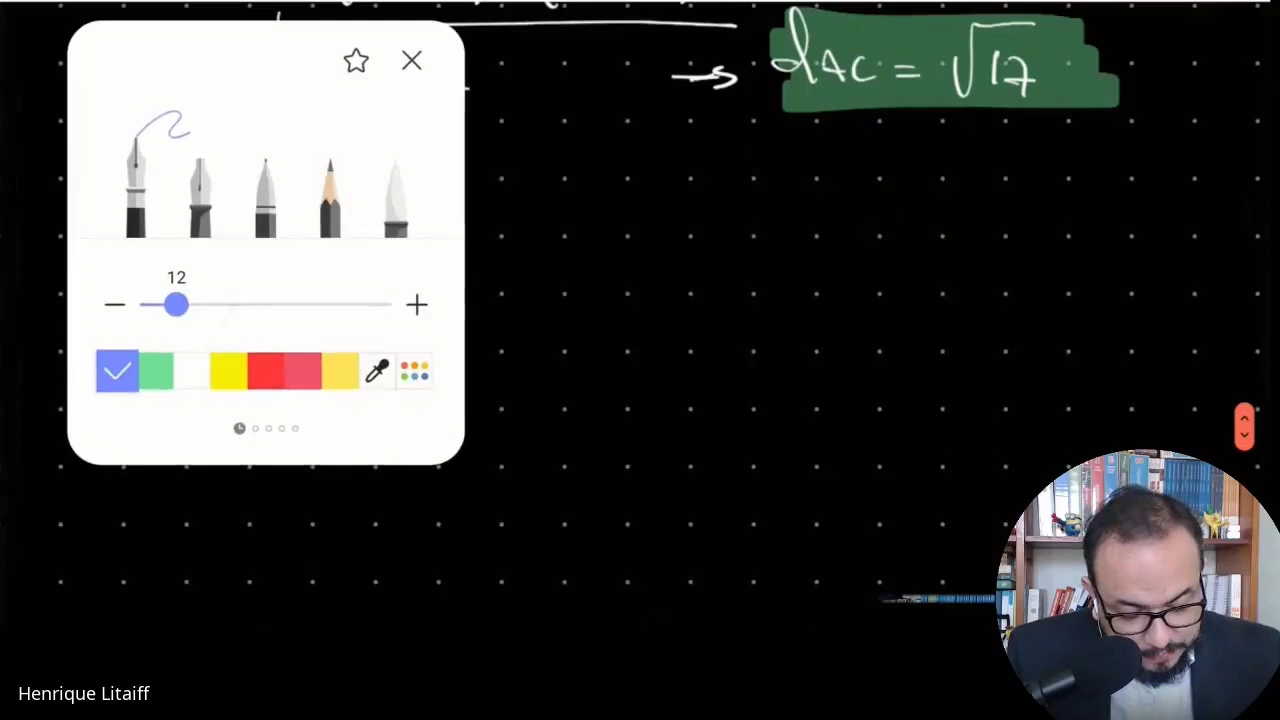 → dAC = √17
12
Henrique Litaiff